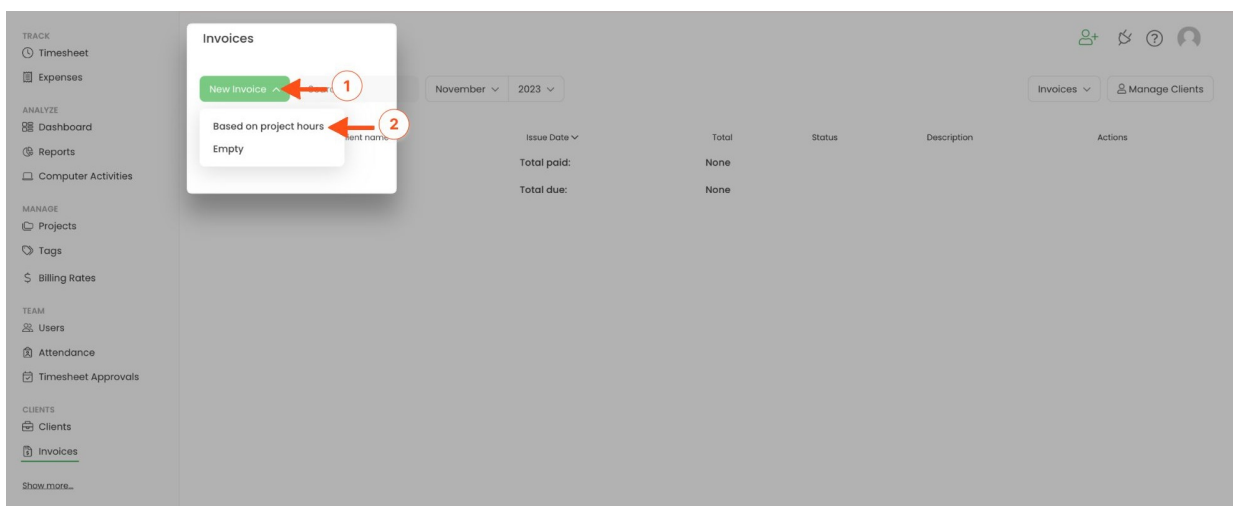 TRACK
Timesheet
Expenses
ANALYZE
Dashboard
Reports
Computer Activities
MANAGE
Projects
Tags
Billing Rates
TEAM
Users
Attendance
Timesheet Approvals
CLIENTS
Clients
Invoices
Show more...
Invoices
New Invoice
1
November
2023
Invoices
Manage Clients
Based on project hours
2
Empty
name
Issue Date
Total
Status
Description
Actions
Total paid:
None
Total due:
None